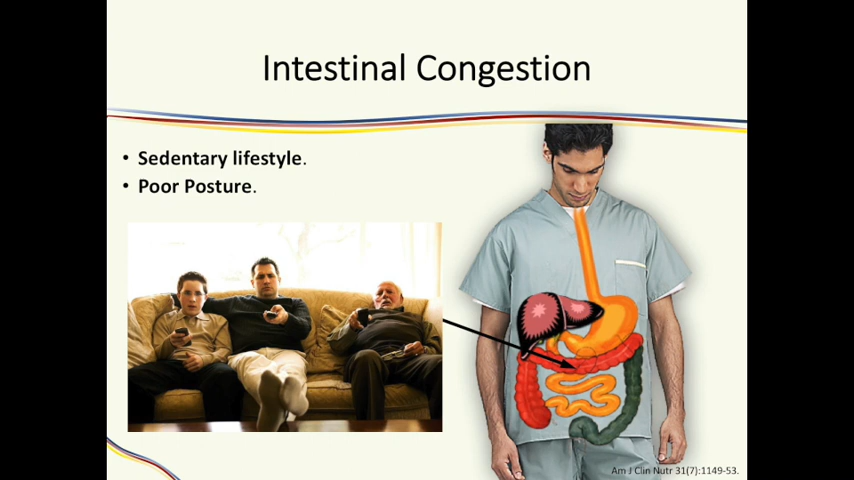 Intestinal Congestion
• Sedentary lifestyle.
• Poor Posture.
Am J Clin Nutr 31(7):1149-53.